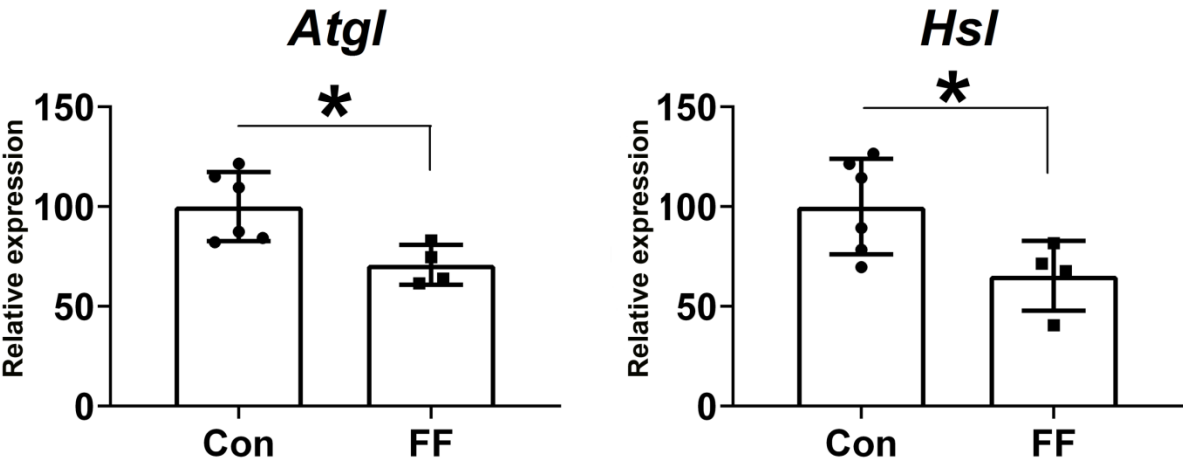 Atgl
*
Relative expression
150
100
50
0
Con FF
Hsl
*
Relative expression
150
100
50
0
Con FF